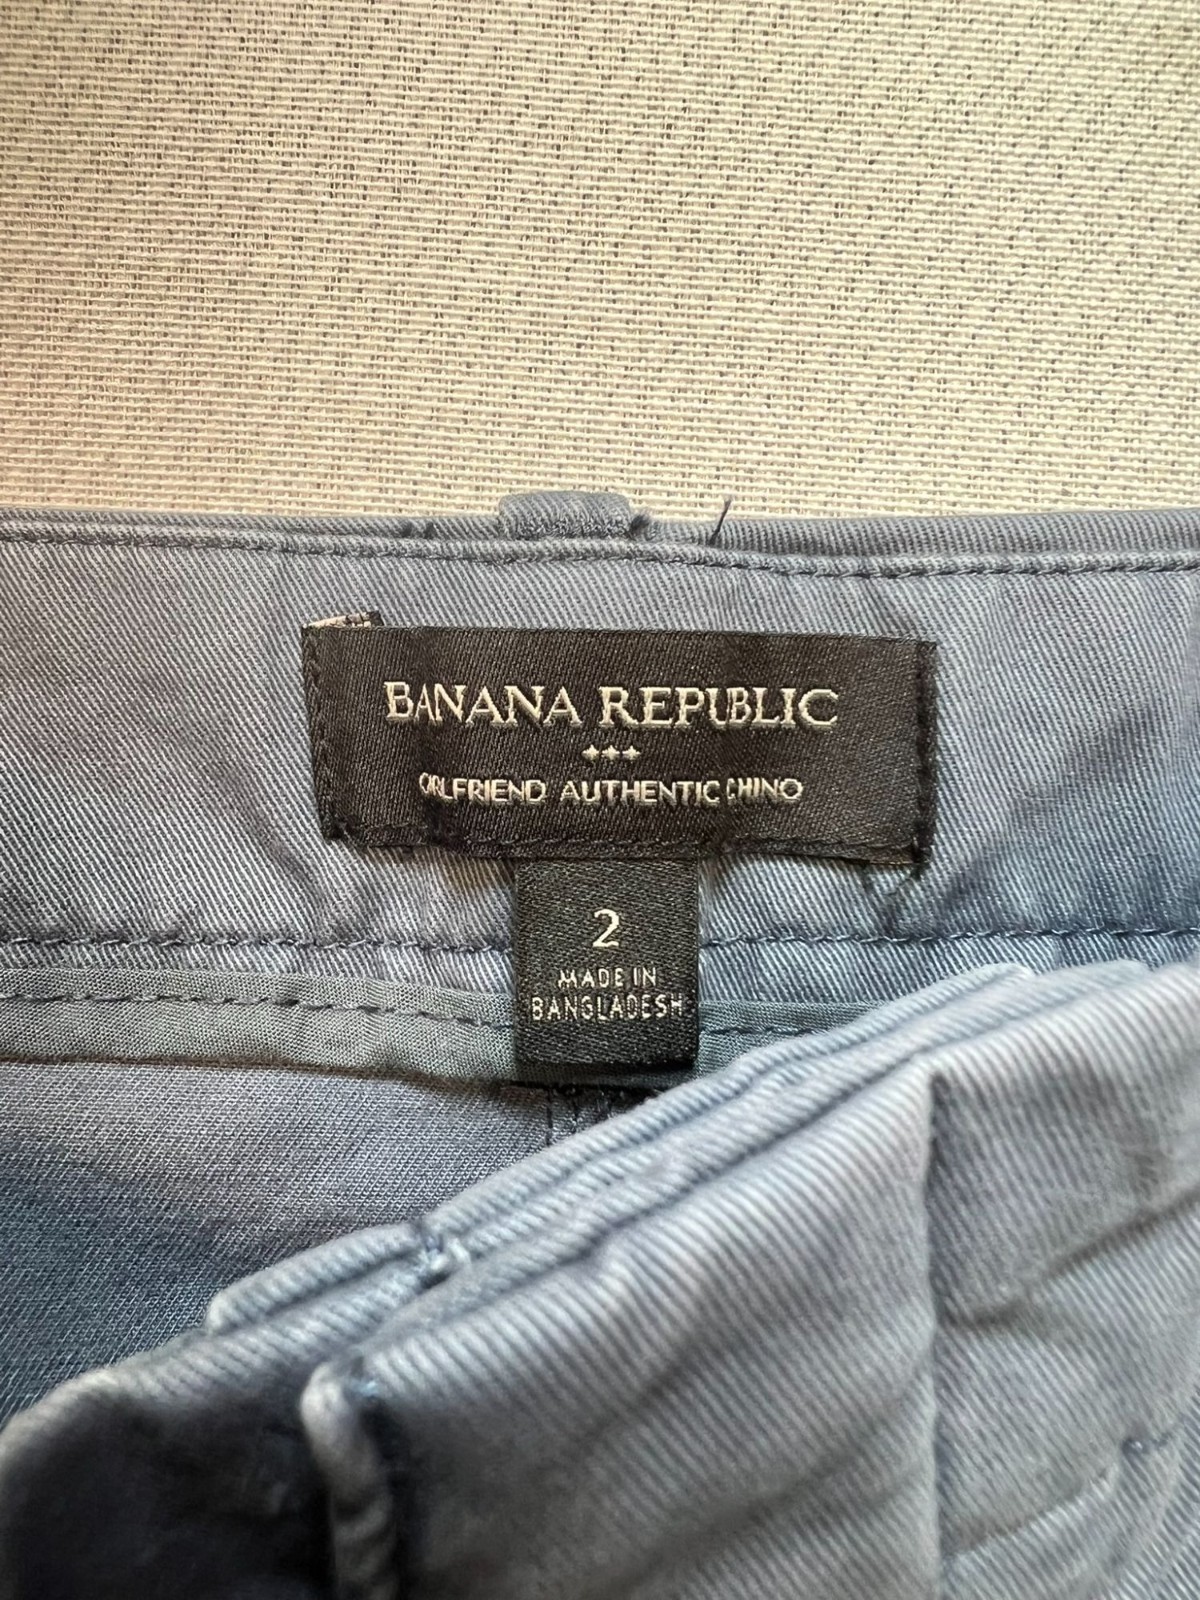 BANANA REPUBLIC
GIRLFRIEND AUTHENTIC CHINO
2
MADE IN
BANGLADESH